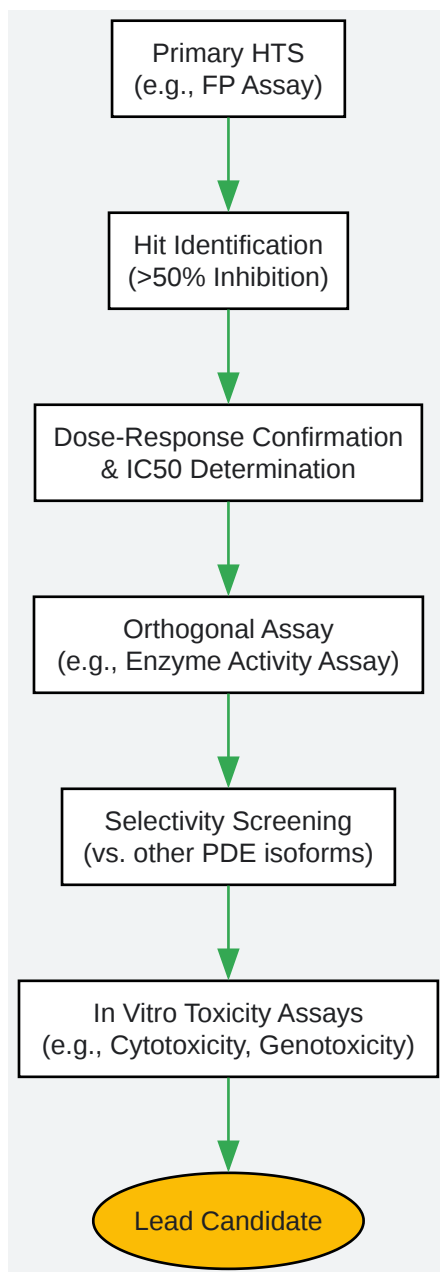 Primary HTS
(e.g., FP Assay)
Hit Identification
(>50% Inhibition)
Dose-Response Confirmation
& IC50 Determination
Orthogonal Assay
(e.g., Enzyme Activity Assay)
Selectivity Screening
(vs. other PDE isoforms)
In Vitro Toxicity Assays
(e.g., Cytotoxicity, Genotoxicity)
Lead Candidate